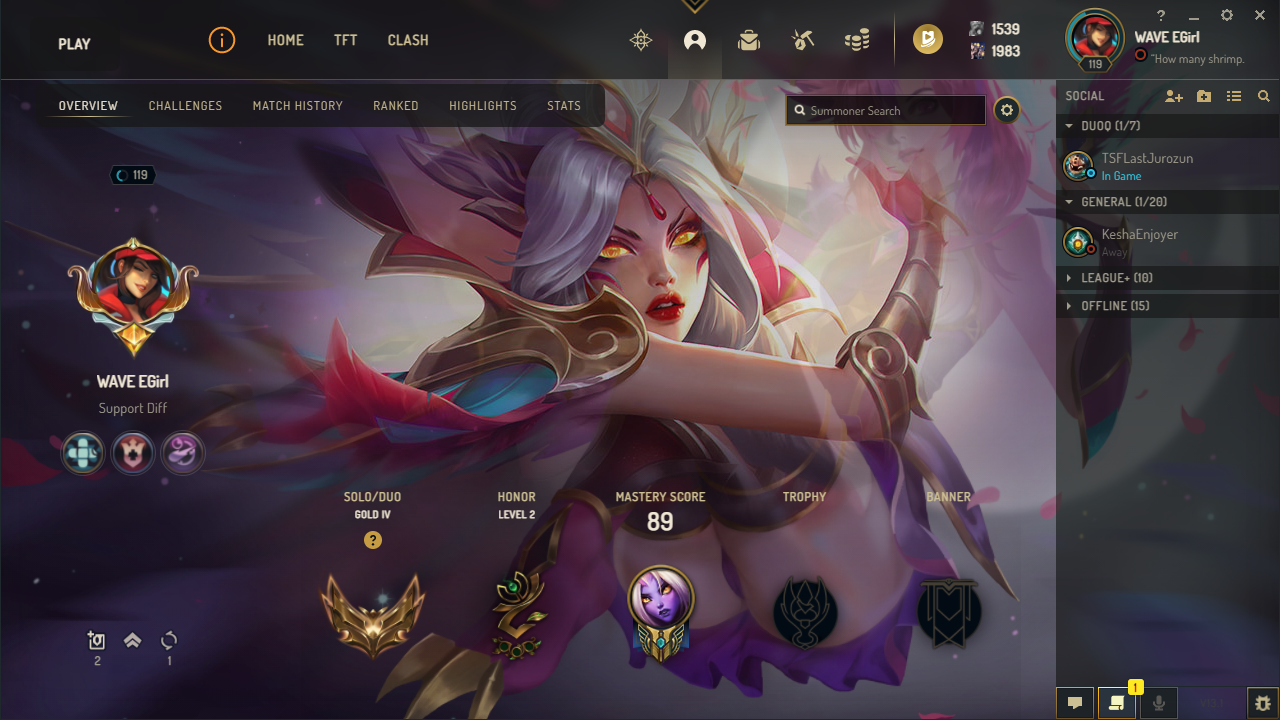 PLAY
HOME
TFT
CLASH
1539
1983
?
WAVE EGirl
"How many shrimp.
119
OVERVIEW
CHALLENGES
MATCH HISTORY
RANKED
HIGHLIGHTS
STATS
Summoner Search
SOCIAL
DUOQ (1/7)
TSFLastJurozun
In Game
GENERAL (1/20)
KeshaEnjoyer
Away
LEAGUE+ (10)
OFFLINE (15)
119
WAVE EGirl
Support Diff
SOLO/DUO
GOLD IV
?
HONOR
LEVEL 2
MASTERY SCORE
89
TROPHY
BANNER
2
1
1